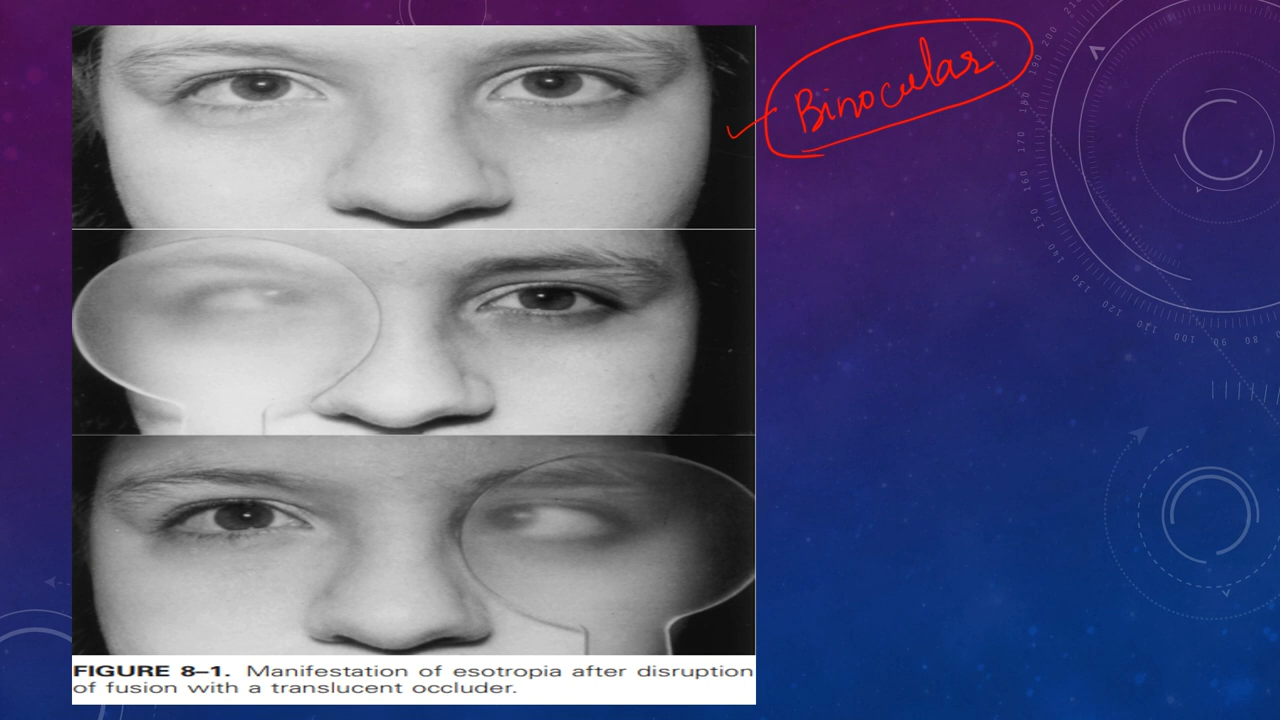 Binocular
FIGURE 8–1. Manifestation of esotropia after disruption
of fusion with a translucent occluder.